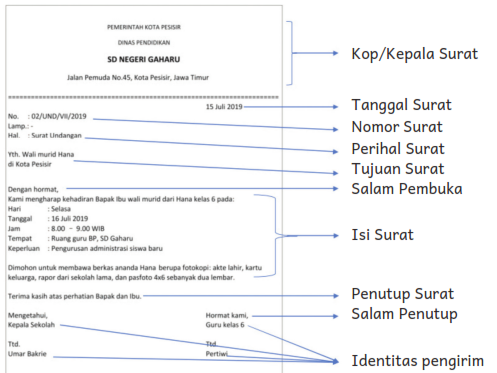 PEMERINTAH KOTA PESISIR
DINAS PENDIDIKAN
SD NEGERI GAHARU
Jalan Pemuda No.45, Kota Pesisir, Jawa Timur
Kop/Kepala Surat
15 Juli 2019
Tanggal Surat
No. : 02/UND/VII/2019
Nomor Surat
Lamp.: -
Hal. : Surat Undangan
Perihal Surat
Yth. Wali murid Hana
di Kota Pesisir
Tujuan Surat
Dengan hormat,
Salam Pembuka
Kami mengharap kehadiran Bapak Ibu wali murid dari Hana kelas 6 pada:
Hari : Selasa
Tanggal : 16 Juli 2019
Jam : 8.00 – 9.00 WIB
Tempat : Ruang guru BP, SD Gaharu
Keperluan : Pengurusan administrasi siswa baru
Isi Surat
Dimohon untuk membawa berkas ananda Hana berupa fotokopi: akte lahir, kartu
keluarga, rapor dari sekolah lama, dan pasfoto 4x6 sebanyak dua lembar.
Terima kasih atas perhatian Bapak dan Ibu.
Penutup Surat
Mengetahui, Hormat kami,
Salam Penutup
Kepala Sekolah Guru kelas 6
Ttd. Ttd.
Umar Bakrie Pertiwi
Identitas pengirim